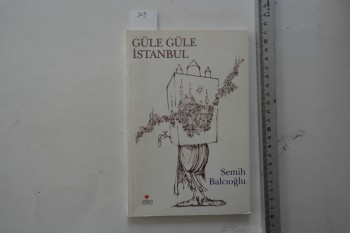 GÜLE GÜLE
İSTANBUL
Semih
Balcıoğlu